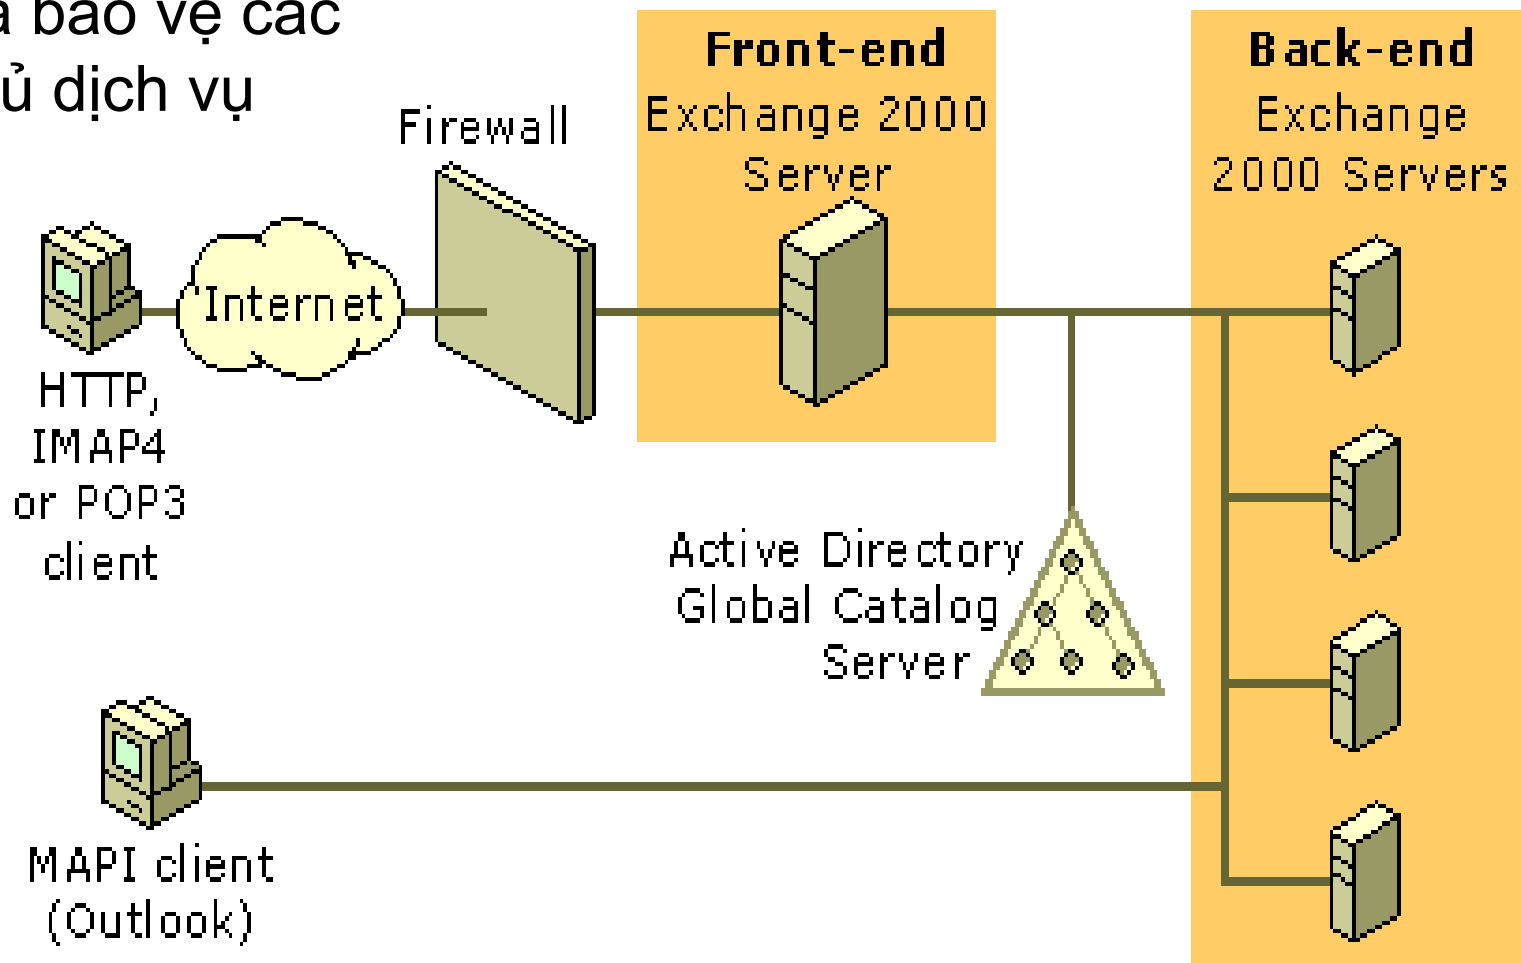 bảo vệ các
dịch vụ
Firewall
Front-end
Exchange 2000
Server
Back-end
Exchange
2000 Servers
Internet
HTTP,
IMAP4
or POP3
client
Active Directory
Global Catalog
Server
MAPI client
(Outlook)